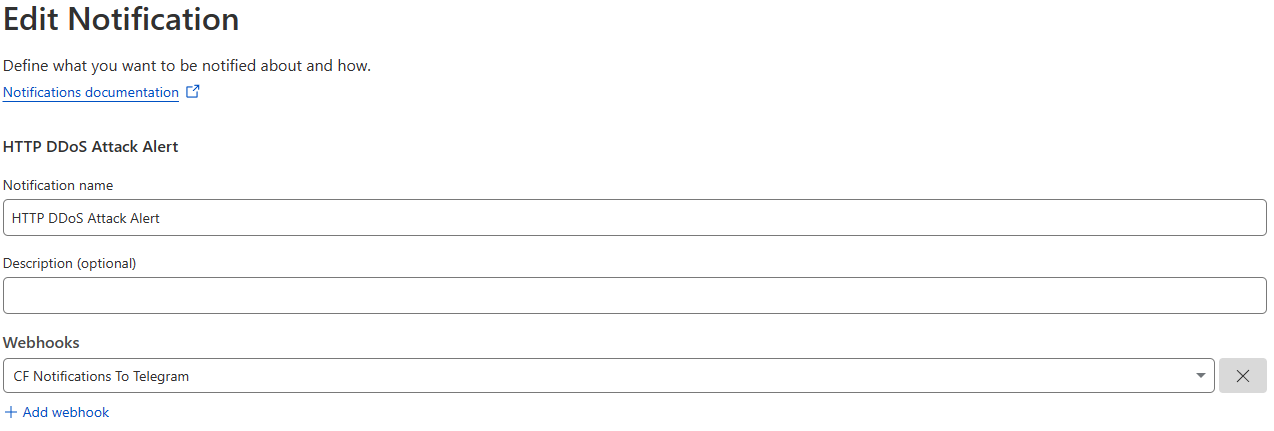 Edit Notification
Define what you want to be notified about and how.
Notifications documentation
HTTP DDoS Attack Alert
Notification name
HTTP DDoS Attack Alert
Description (optional)
Webhooks
CF Notifications To Telegram
+ Add webhook